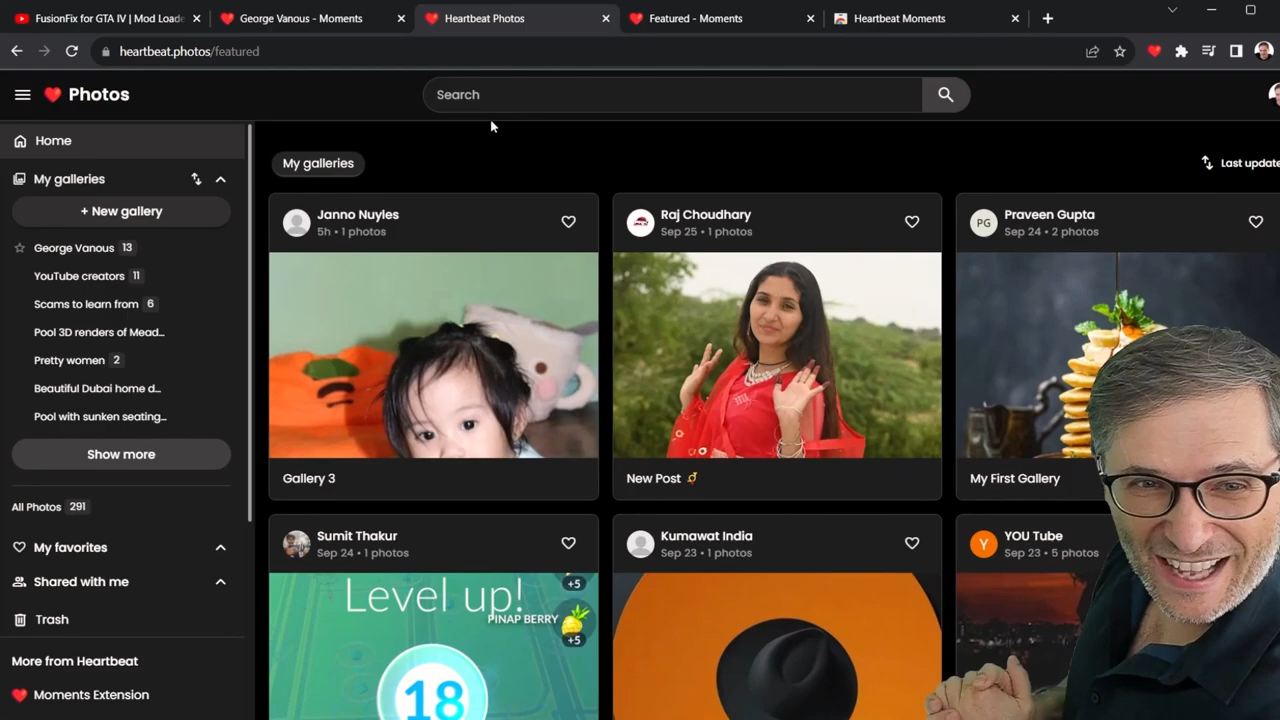 FusionFix for GTA IV | Mod Loade
George Vanous - Moments
Heartbeat Photos
Featured - Moments
Heartbeat Moments
heartbeat.photos/featured
Photos
Search
Home
My galleries
+ New gallery
George Vanous 13
YouTube creators 11
Scams to learn from 6
Pool 3D renders of Mead...
Pretty women 2
Beautiful Dubai home d...
Pool with sunken seating...
Show more
All Photos 291
My favorites
Shared with me
Trash
More from Heartbeat
Moments Extension
My galleries
Last update
Janno Nuyles
5h • 1 photos
Gallery 3
Raj Choudhary
Sep 25 • 1 photos
New Post
PG
Praveen Gupta
Sep 24 • 2 photos
My First Gallery
Sumit Thakur
Sep 24 • 1 photos
Level up!
+5
PINAP BERRY
+5
18
Kumawat India
Sep 23 • 1 photos
Y
YOU Tube
Sep 23 • 5 photos